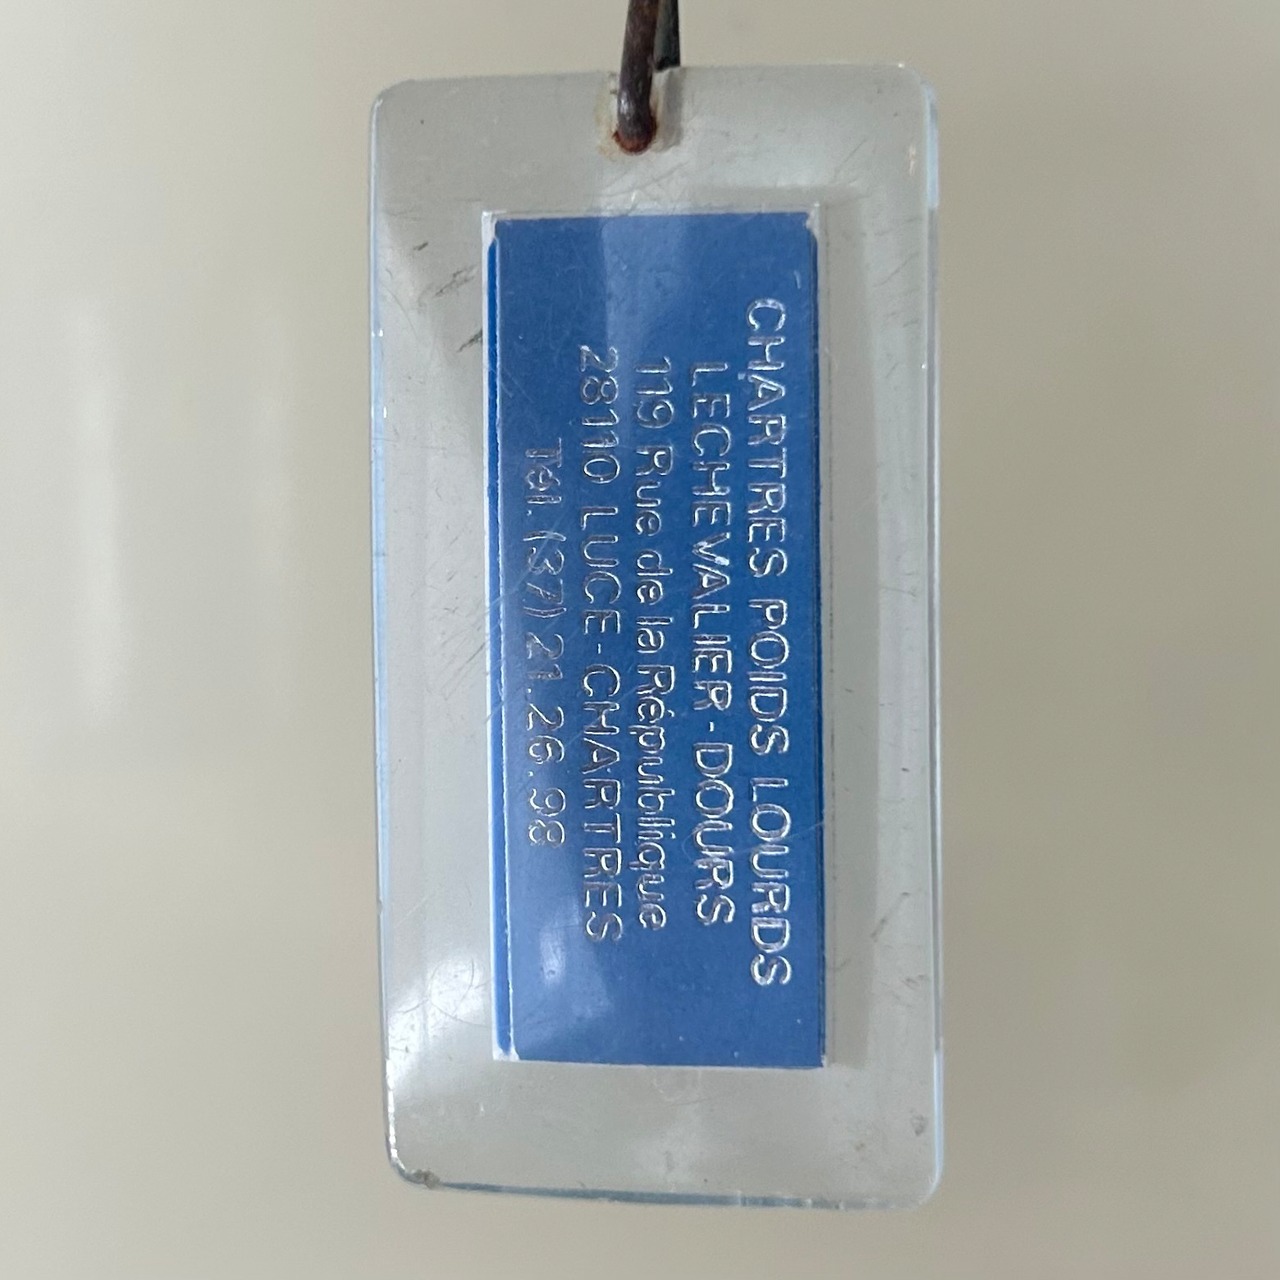 CHARTRES POIDS LOURDS
LECHEVALIER - DOURS
119 Rue de la République
28110 LUCE - CHARTRES
Tél. (37) 21.26.98